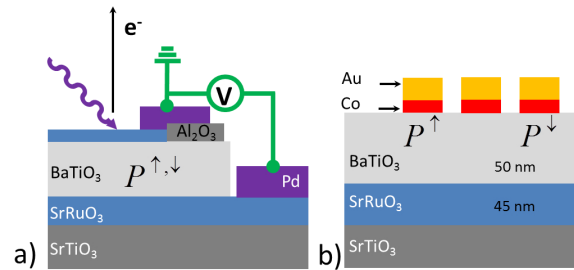 e-
V
Al2O3
BaTiO3
P↑,↓
Pd
SrRuO3
SrTiO3
a)
Au
Co
P↑
P↓
BaTiO3
50 nm
SrRuO3
45 nm
SrTiO3
b)